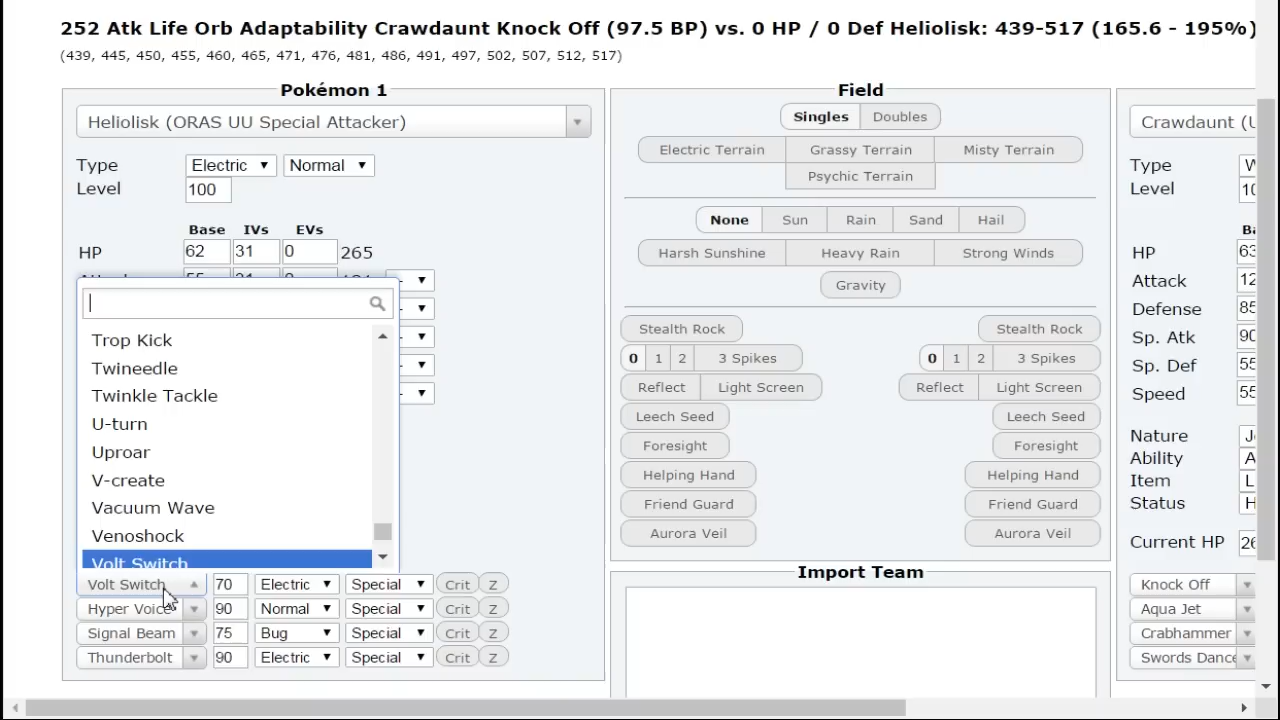 252 Atk Life Orb Adaptability Crawdaunt Knock Off (97.5 BP) vs. 0 HP / 0 Def Heliolisk: 439-517 (165.6 - 195%)
(439, 445, 450, 455, 460, 465, 471, 476, 481, 486, 491, 497, 502, 507, 512, 517)
Pokémon 1
Heliolisk (ORAS UU Special Attacker)
Type Electric Normal
Level 100
Base IVs EVs
HP 62 31 0 265
Trop Kick
Twineedle
Twinkle Tackle
U-turn
Uproar
V-create
Vacuum Wave
Venoshock
Volt Switch
Volt Switch 70 Electric Special Crit Z
Hyper Voice 90 Normal Special Crit Z
Signal Beam 75 Bug Special Crit Z
Thunderbolt 90 Electric Special Crit Z
Field
Singles Doubles
Electric Terrain Grassy Terrain Misty Terrain
Psychic Terrain
None Sun Rain Sand Hail
Harsh Sunshine Heavy Rain Strong Winds
Gravity
Stealth Rock Stealth Rock
0 1 2 3 Spikes 0 1 2 3 Spikes
Reflect Light Screen Reflect Light Screen
Leech Seed Leech Seed
Foresight Foresight
Helping Hand Helping Hand
Friend Guard Friend Guard
Aurora Veil Aurora Veil
Import Team
Crawdaunt (U
Type
Level 10
HP 63
Attack 12
Defense 85
Sp. Atk 90
Sp. Def 55
Speed 55
Nature
Ability A
Item L
Status H
Current HP 26
Knock Off
Aqua Jet
Crabhammer
Swords Dance